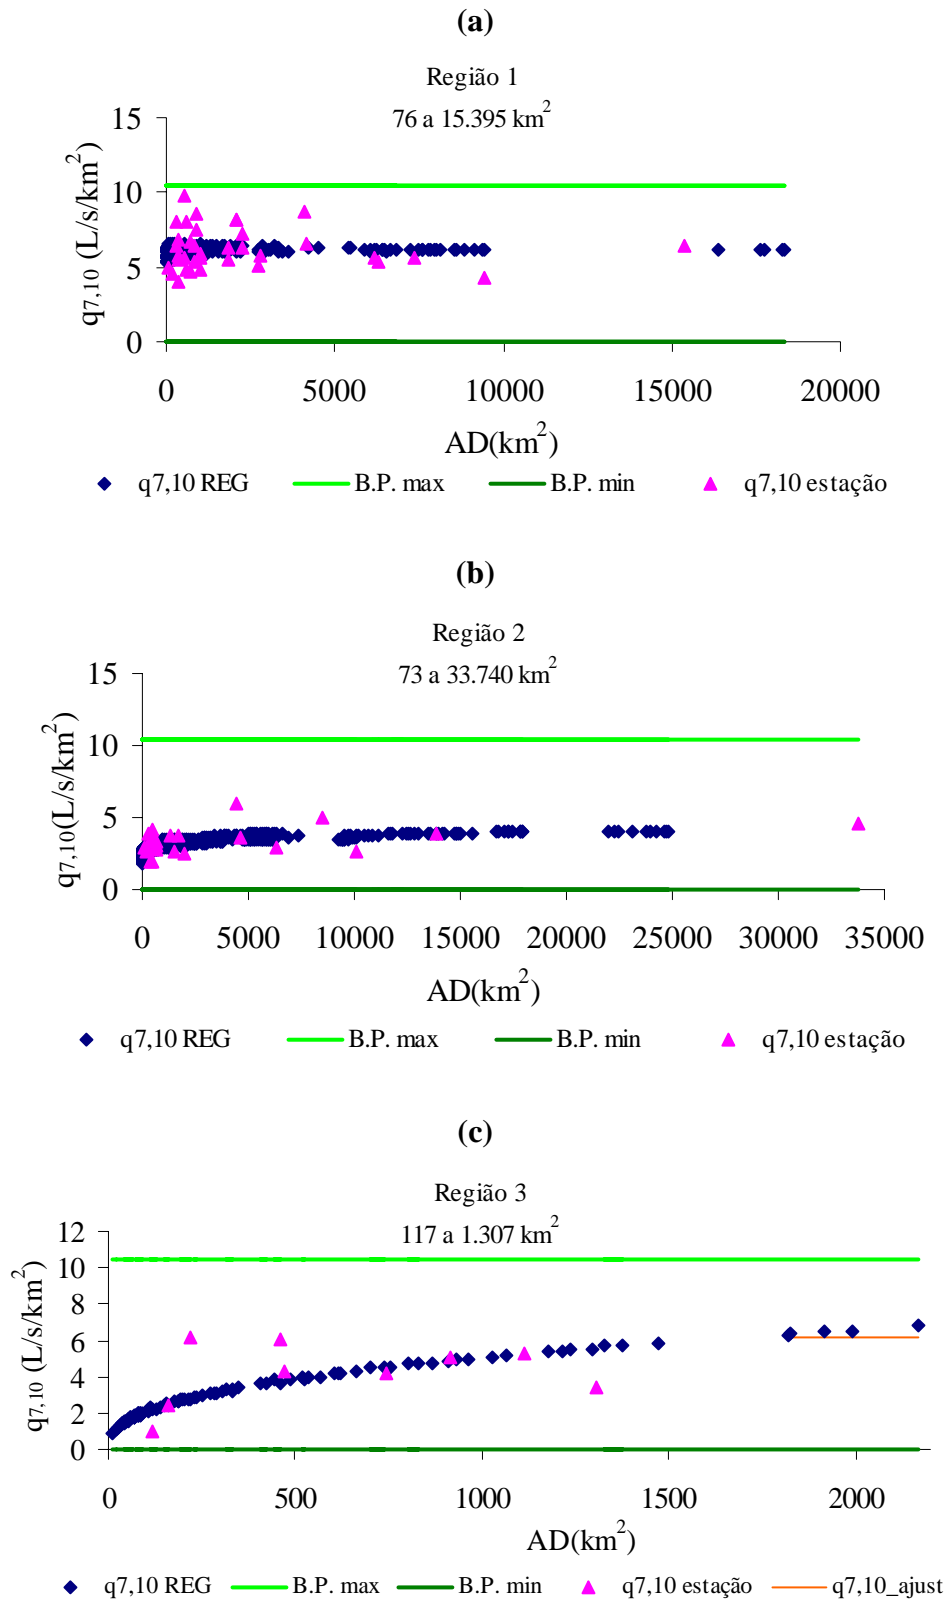 (a)
Região 1
76 a 15.395 km²
15
10
5
0
q7,10 (L/s/km²)
0 5000 10000 15000 20000
AD(km²)
q7,10 REG B.P. max B.P. min q7,10 estação
(b)
Região 2
73 a 33.740 km²
15
10
5
0
q7,10(L/s/km²)
0 5000 10000 15000 20000 25000 30000 35000
AD(km²)
q7,10 REG B.P. max B.P. min q7,10 estação
(c)
Região 3
117 a 1.307 km²
12
10
8
6
4
2
0
q7,10 (L/s/km²)
0 500 1000 1500 2000
AD(km²)
q7,10 REG B.P. max B.P. min q7,10 estação q7,10_ajust